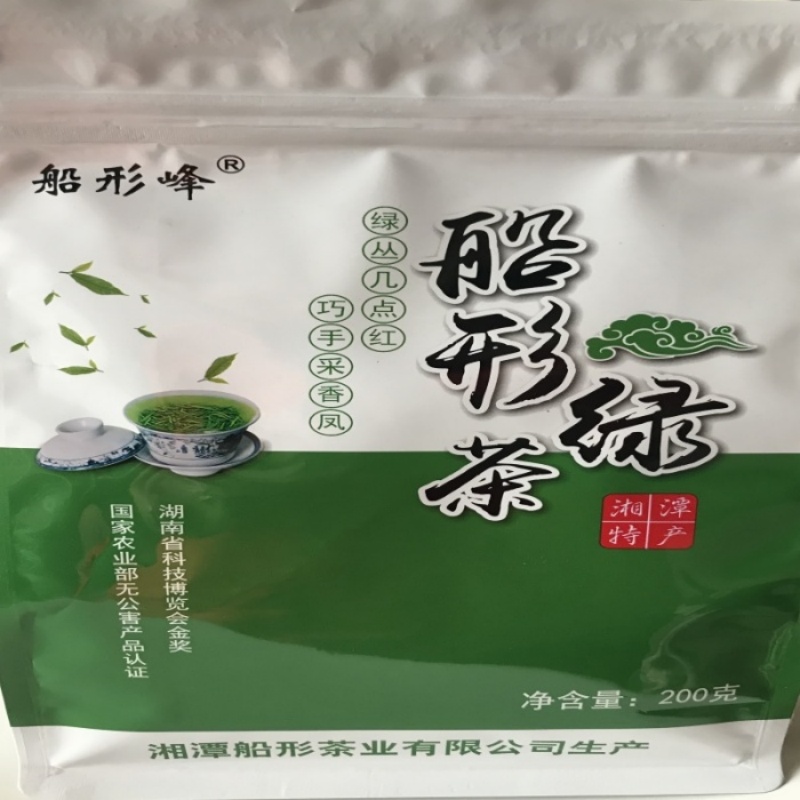 船形峰®
绿丛几点红
巧手采香凤
船形
绿茶
湘潭
特产
湖南省科技博览会金奖
国家农业部无公害产品认证
净含量：200克
湘潭船形茶业有限公司生产